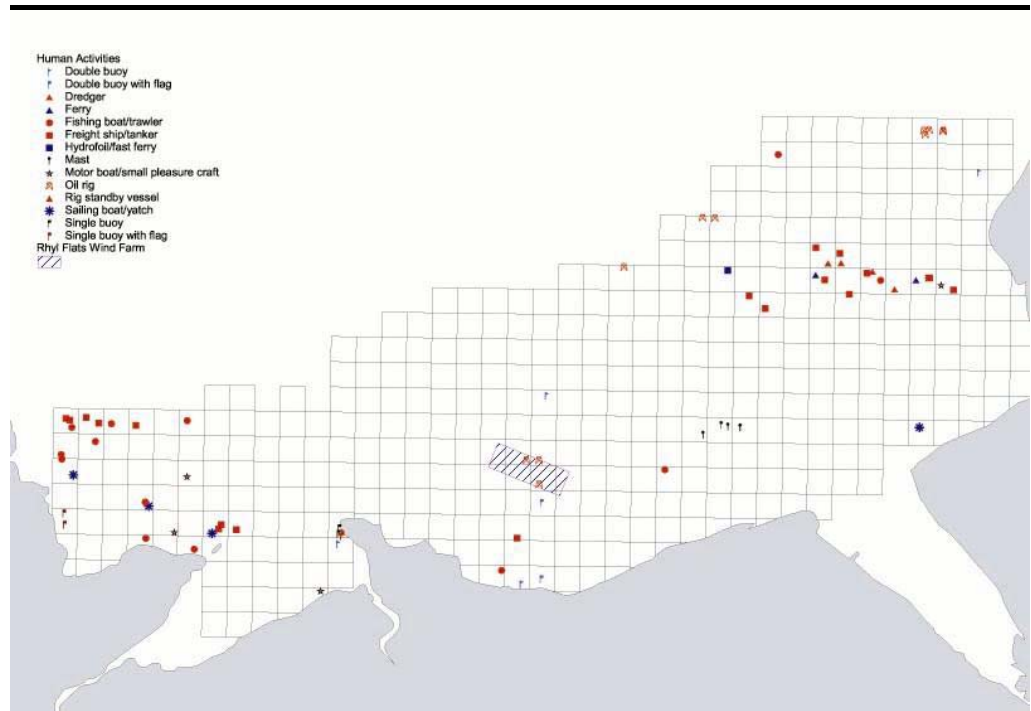 Human Activities
Double buoy
Double buoy with flag
Dredger
Ferry
Fishing boat/trawler
Freight ship/tanker
Hydrofoil/fast ferry
Mast
Motor boat/small pleasure craft
Oil rig
Rig standby vessel
Sailing boat/yatch
Single buoy
Single buoy with flag
Rhyl Flats Wind Farm